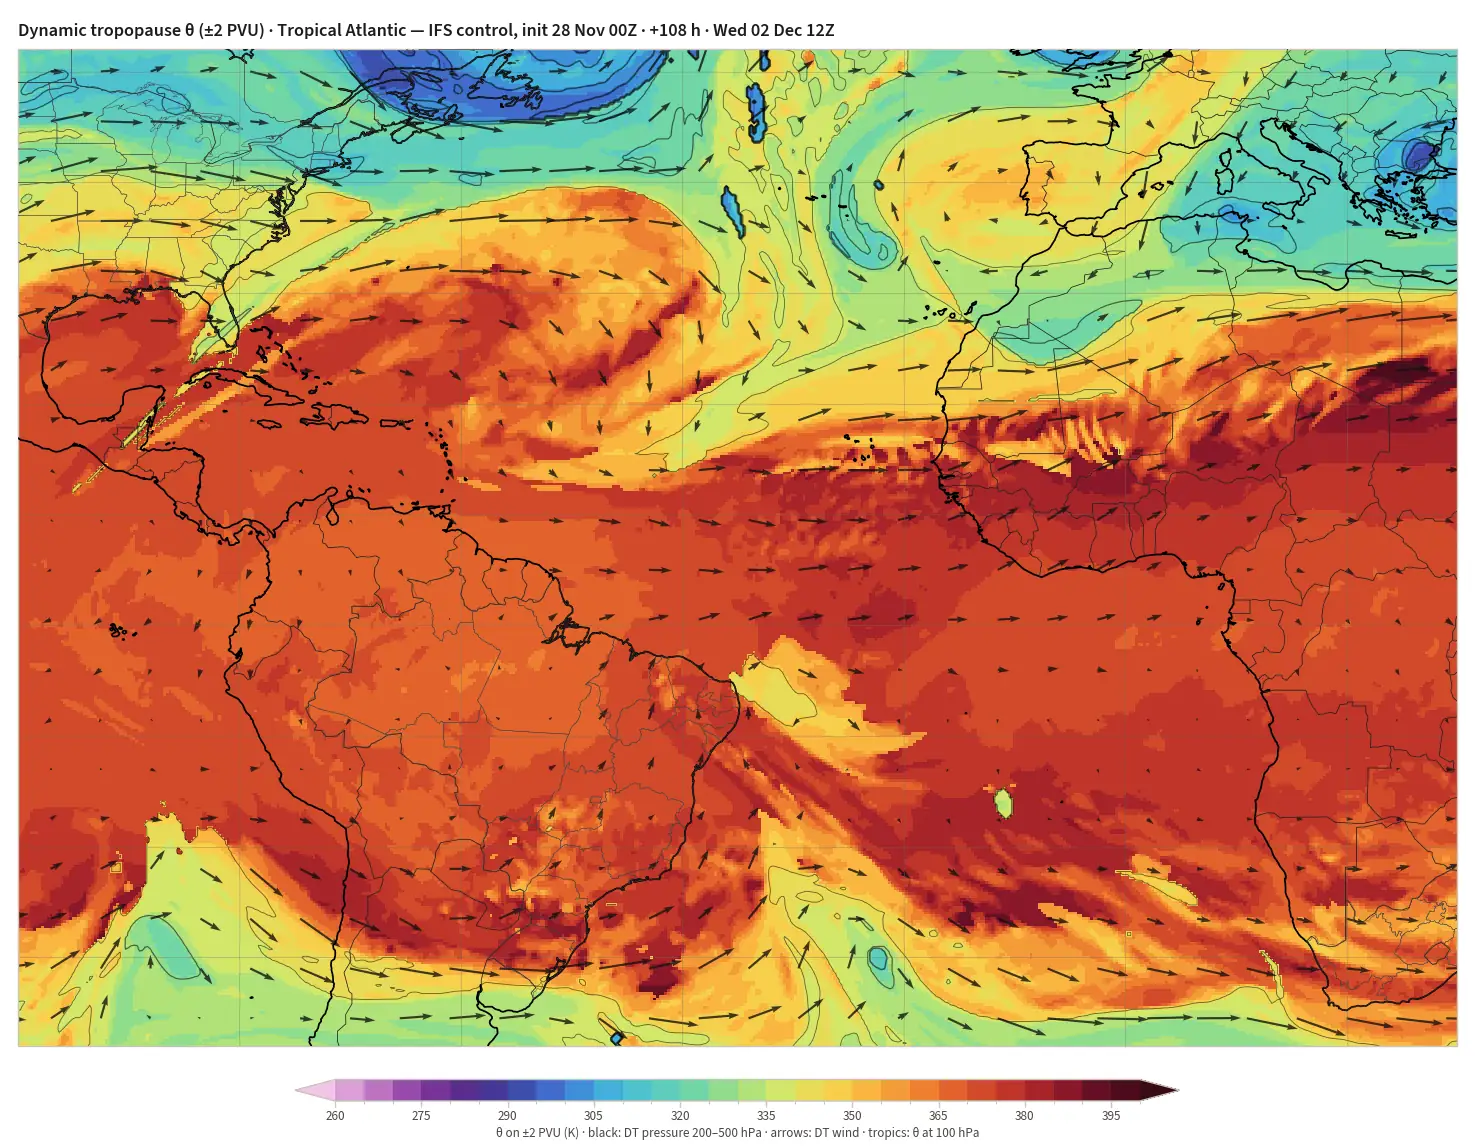 Dynamic tropopause θ (±2 PVU) · Tropical Atlantic — IFS control, init 28 Nov 00Z · +108 h · Wed 02 Dec 12Z
260 275 290 305 320 335 350 365 380 395
θ on ±2 PVU (K) · black: DT pressure 200–500 hPa · arrows: DT wind · tropics: θ at 100 hPa